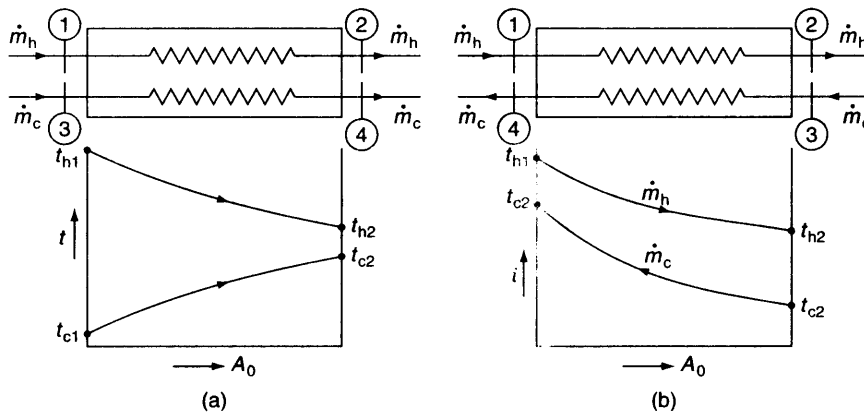 1 2 1 2
ṁh ṁh ṁh ṁh
ṁc ṁc ṁc
3 4 4 3
th1 th1
tc2 ṁh
t th2 th2
tc2 ṁc
i
tc1 tc2
A0 A0
(a) (b)